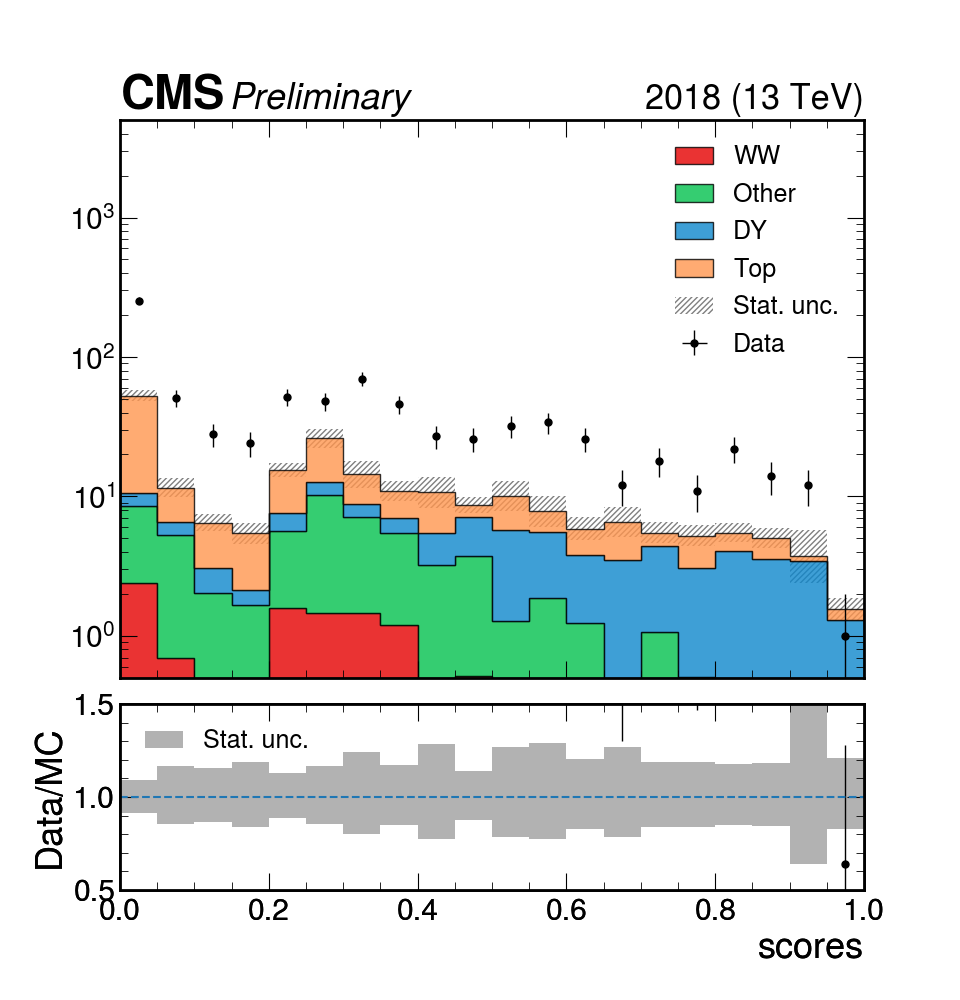 CMS Preliminary 2018 (13 TeV)
WW
Other
DY
Top
Stat. unc.
Data
10³
10²
10¹
10⁰
Data/MC
1.5
1.0
0.5
Stat. unc.
0.0 0.2 0.4 0.6 0.8 1.0
scores